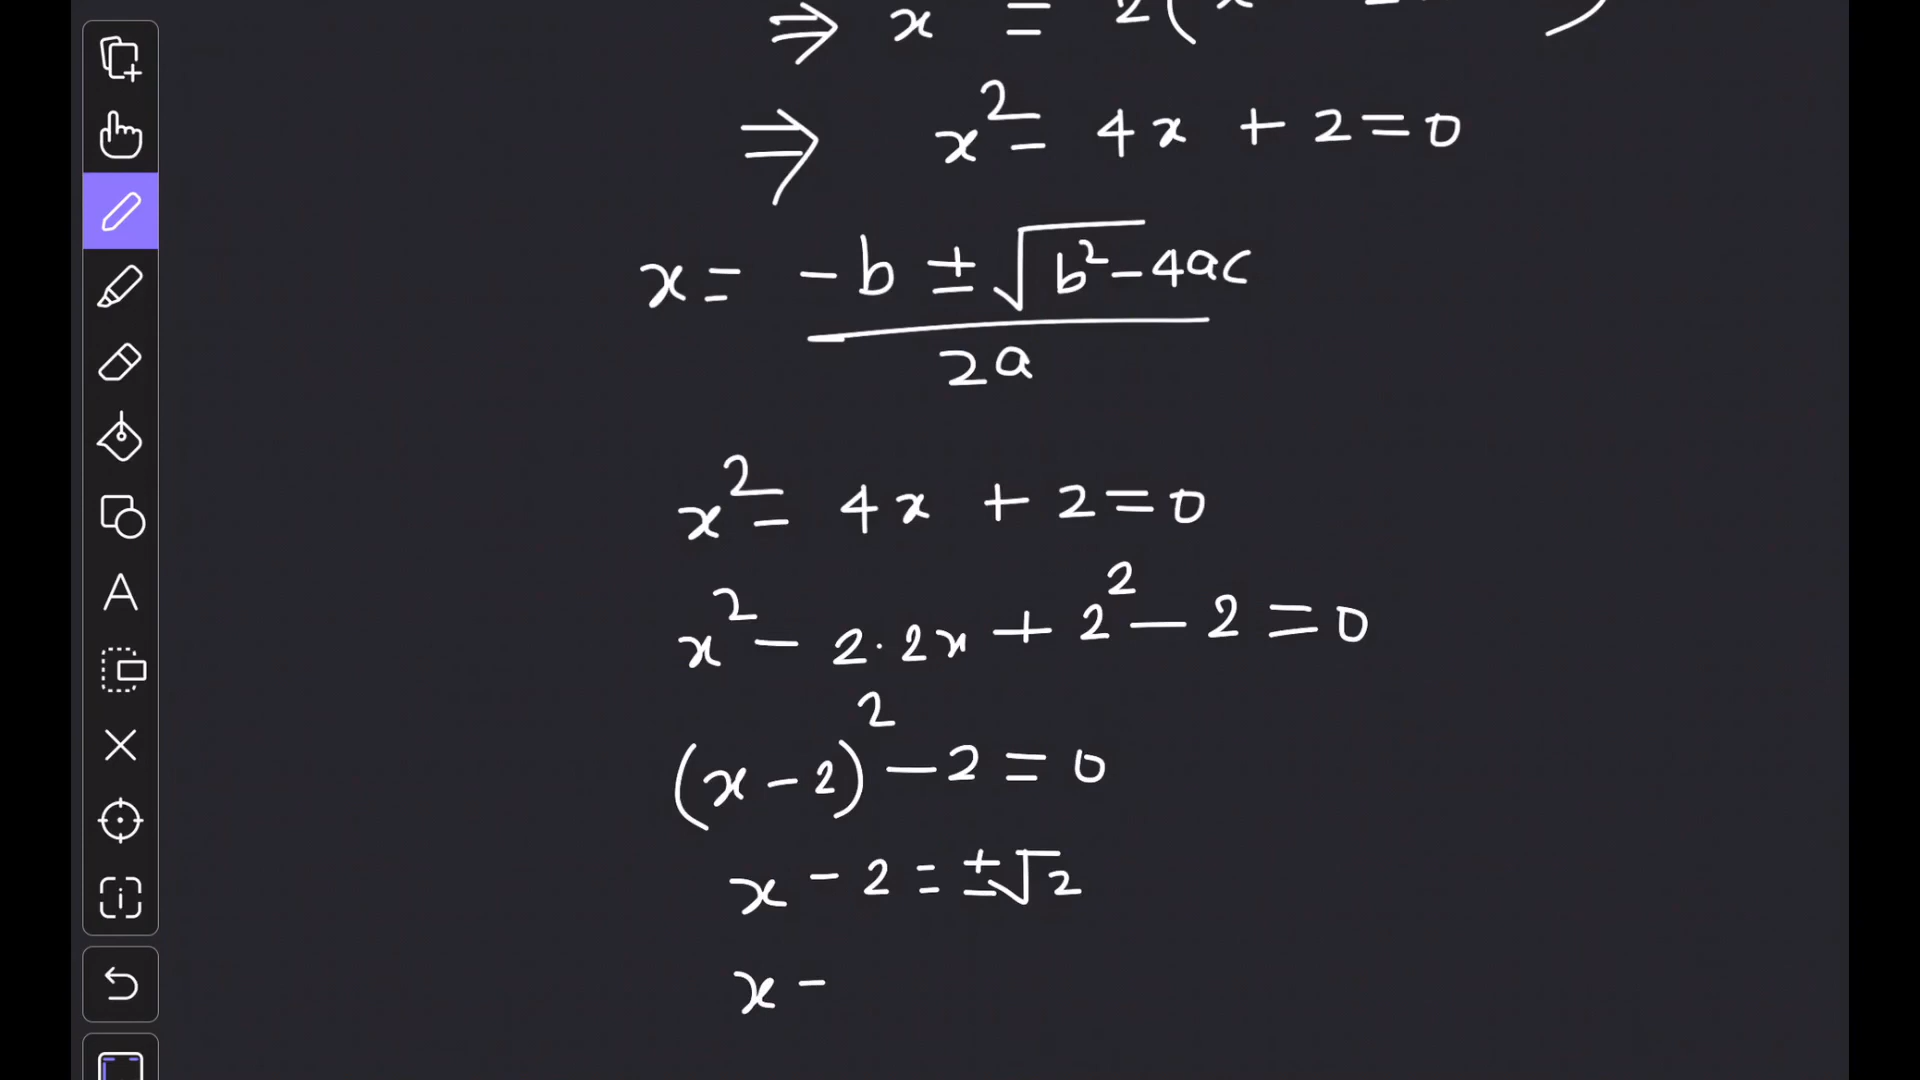 ⇒ x = 2(x
⇒ x² - 4x + 2 = 0
x = (-b ± √(b² - 4ac)) / 2a
x² - 4x + 2 = 0
x² - 2·2x + 2² - 2 = 0
(x - 2)² - 2 = 0
x - 2 = ±√2
x -
A